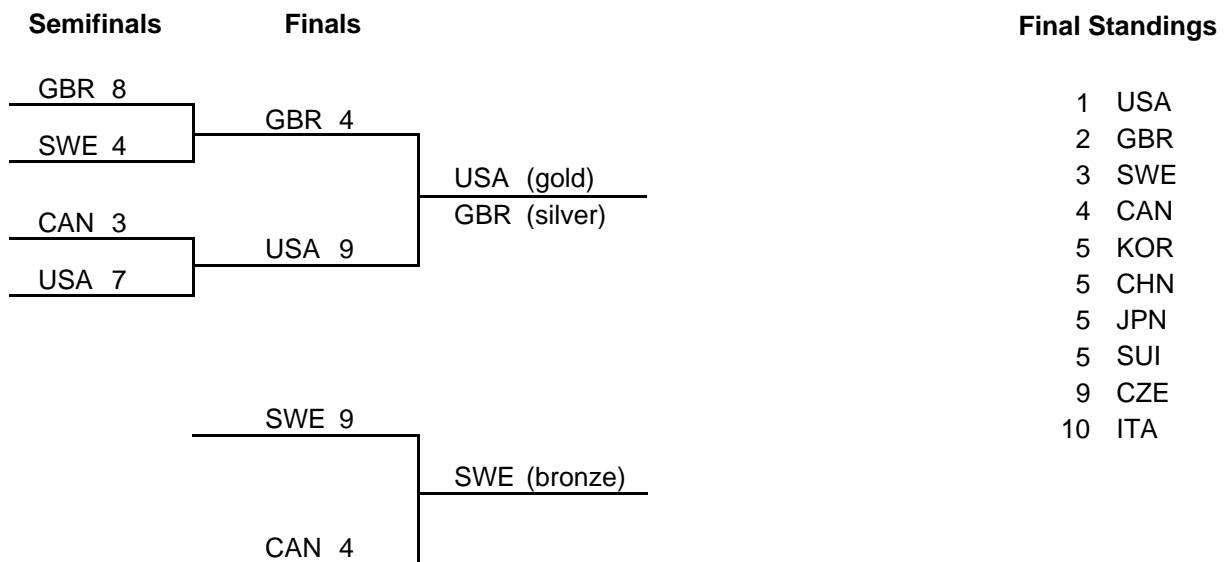 Semifinals
Finals
GBR 8
SWE 4
CAN 3
USA 7
GBR 4
USA 9
USA (gold)
GBR (silver)
SWE 9
CAN 4
SWE (bronze)
Final Standings
1 USA
2 GBR
3 SWE
4 CAN
5 KOR
5 CHN
5 JPN
5 SUI
9 CZE
10 ITA